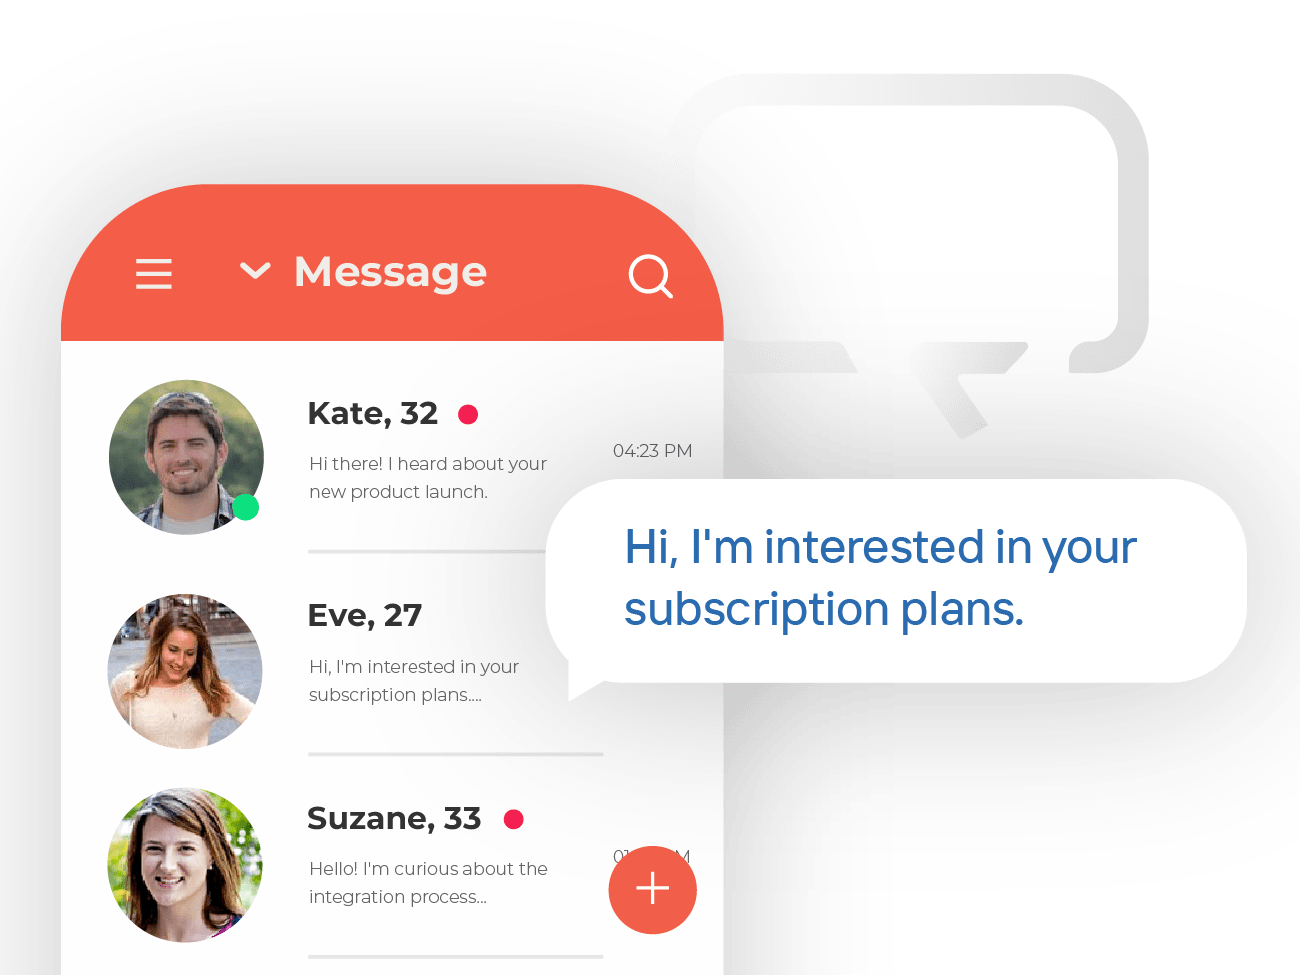 Message
Kate, 32
04:23 PM
Hi there! I heard about your
new product launch.
Hi, I'm interested in your
subscription plans.
Eve, 27
Hi, I'm interested in your
subscription plans....
Suzane, 33
Hello! I'm curious about the
integration process...